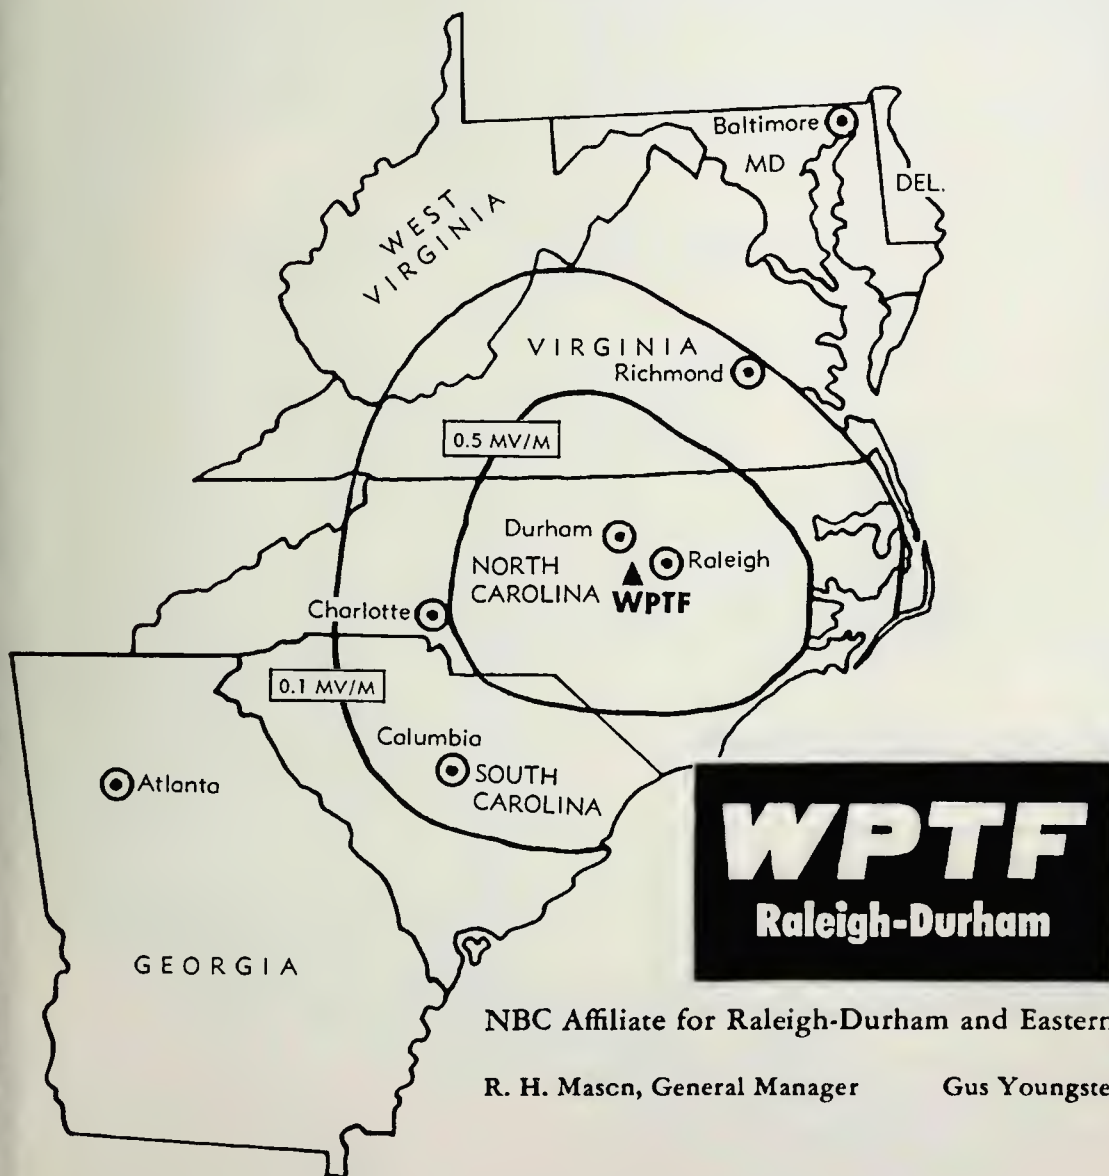 Baltimore
MD
DEL.
WEST
VIRGINIA
VIRGINIA
Richmond
0.5 MV/M
Durham
Raleigh
NORTH
CAROLINA
WPTF
Charlotte
0.1 MV/M
Calumbia
SOUTH
CAROLINA
Atlanta
WPTF
Raleigh-Durham
GEORGIA
NBC Affiliate for Raleigh-Durham and Eastern
R. H. Mascn, General Manager Gus Youngste